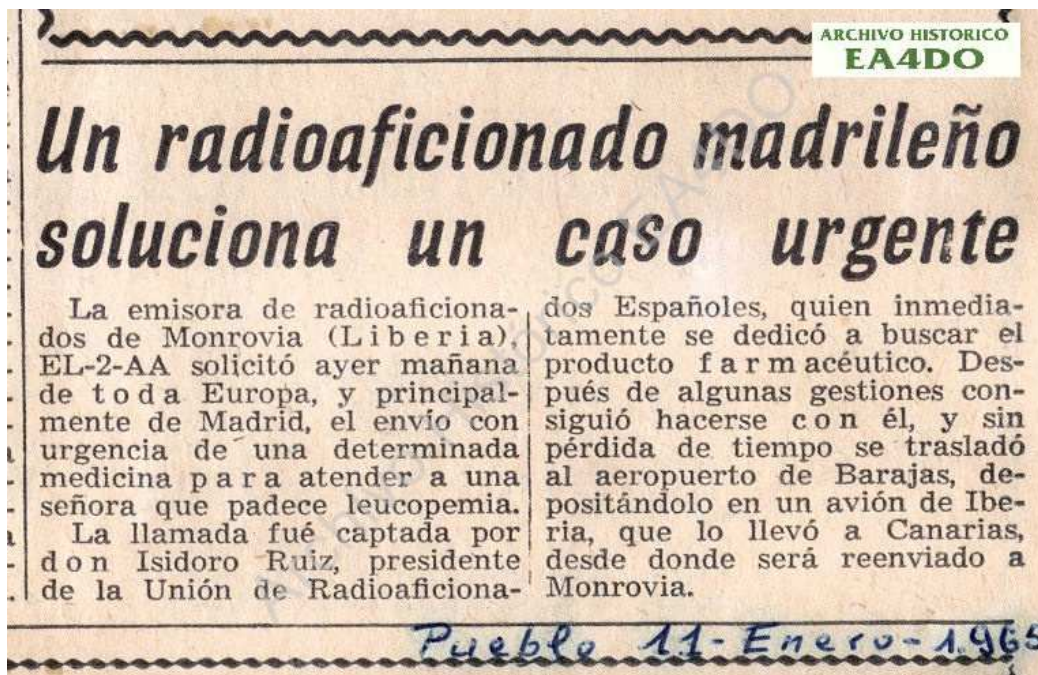 ARCHIVO HISTORICO
EA4DO
Un radioaficionado madrileño
soluciona un caso urgente
La emisora de radioaficiona-
dos de Monrovia (Liberia),
EL-2-AA solicitó ayer mañana
de toda Europa, y principal-
mente de Madrid, el envío con
urgencia de una determinada
medicina para atender a una
señora que padece leucopemia.
La llamada fué captada por
don Isidoro Ruiz, presidente
de la Unión de Radioaficiona-
dos Españoles, quien inmedia-
tamente se dedicó a buscar el
producto farmacéutico. Des-
pués de algunas gestiones con-
siguió hacerse con él, y sin
pérdida de tiempo se trasladó
al aeropuerto de Barajas, de-
positándolo en un avión de Ibe-
ria, que lo llevó a Canarias,
desde donde será reenviado a
Monrovia.
Pueblo 11-Enero-1.965
Archivo Histórico EA4DO